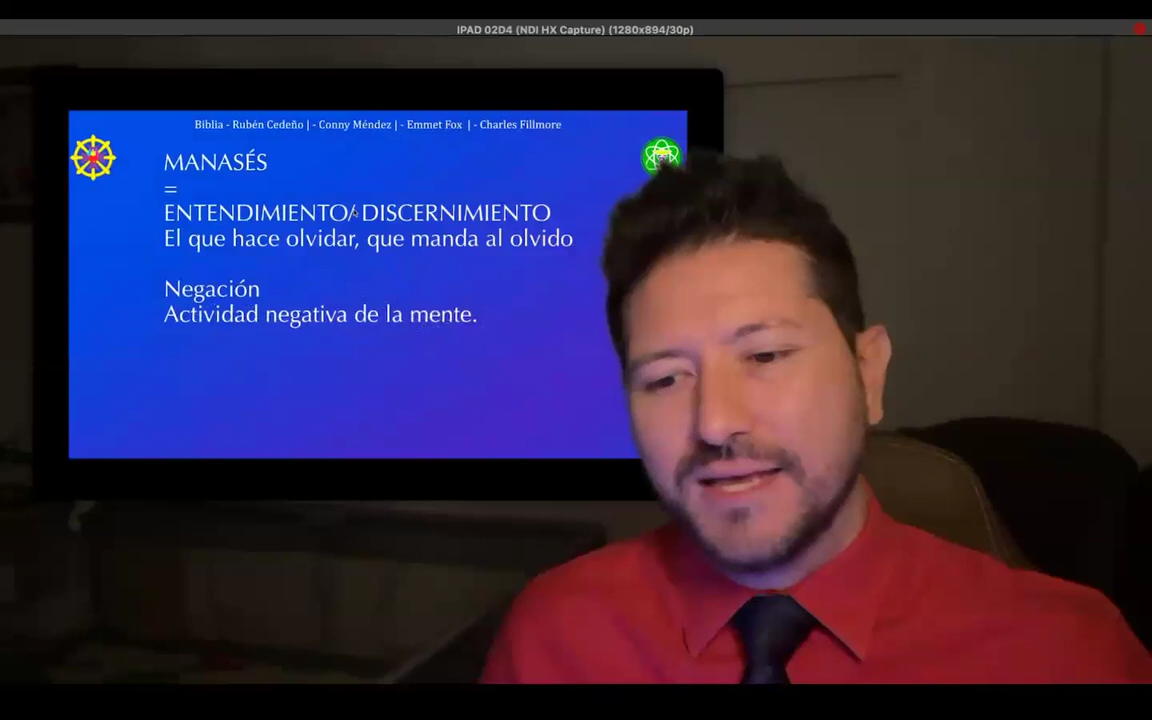 IPAD 02D4 (NDI HX Capture) (1280x894/30p)
Biblia - Rubén Cedeño | - Conny Méndez | - Emmet Fox | - Charles Fillmore
MANASÉS
=
ENTENDIMIENTO/ DISCERNIMIENTO
El que hace olvidar, que manda al olvido
Negación
Actividad negativa de la mente.